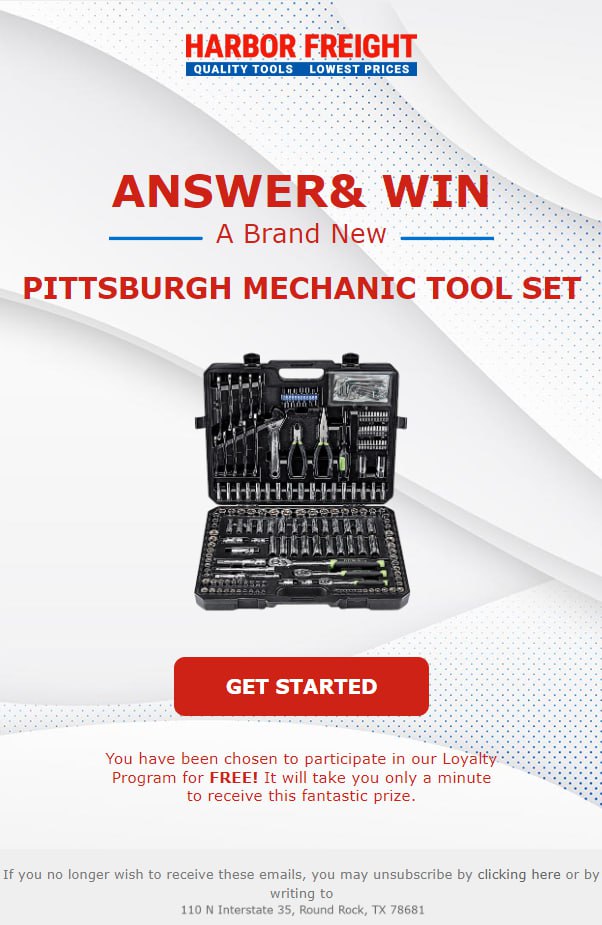 HARBOR FREIGHT
QUALITY TOOLS LOWEST PRICES
ANSWER& WIN
A Brand New
PITTSBURGH MECHANIC TOOL SET
GET STARTED
You have been chosen to participate in our Loyalty
Program for FREE! It will take you only a minute
to receive this fantastic prize.
If you no longer wish to receive these emails, you may unsubscribe by clicking here or by
writing to
110 N Interstate 35, Round Rock, TX 78681